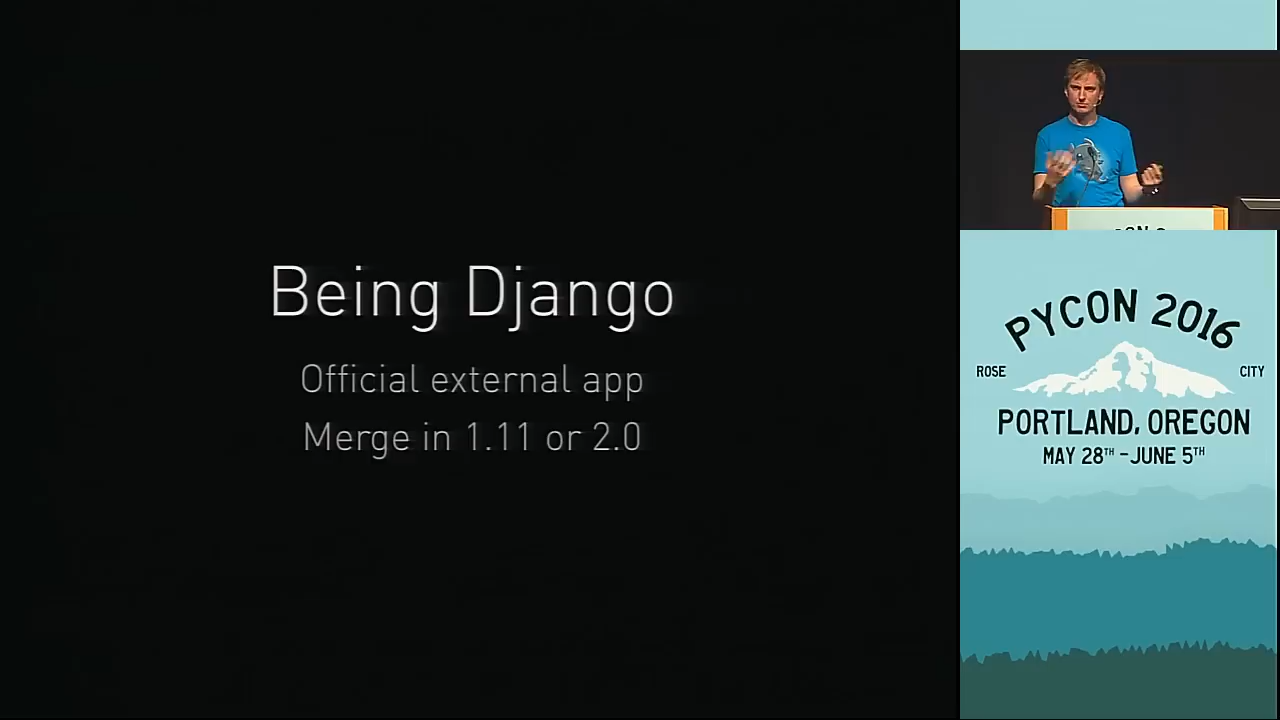 Being Django
Official external app
Merge in 1.11 or 2.0
PYCON 2016
ROSE CITY
PORTLAND, OREGON
MAY 28TH - JUNE 5TH